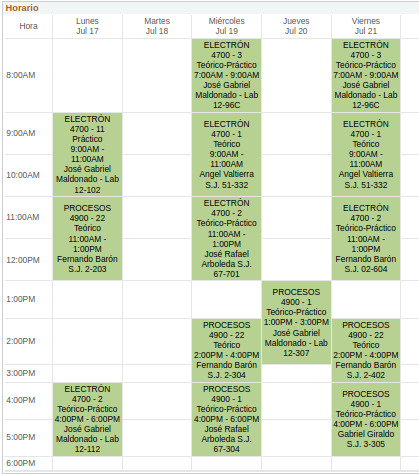 Horario
Hora
Lunes
Jul 17
Martes
Jul 18
Miércoles
Jul 19
Jueves
Jul 20
Viernes
Jul 21
8:00AM
ELECTRÓN
4700 - 3
Teórico-Práctico
7:00AM - 9:00AM
José Gabriel
Maldonado - Lab
12-96C
ELECTRÓN
4700 - 3
Teórico-Práctico
7:00AM - 9:00AM
José Gabriel
Maldonado - Lab
12-96C
9:00AM
10:00AM
ELECTRÓN
4700 - 11
Práctico
9:00AM -
11:00AM
José Gabriel
Maldonado - Lab
12-102
ELECTRÓN
4700 - 1
Teórico
9:00AM -
11:00AM
Angel Valtierra
S.J. 51-332
ELECTRÓN
4700 - 1
Teórico
9:00AM -
11:00AM
Angel Valtierra
S.J. 51-332
11:00AM
12:00PM
PROCESOS
4900 - 22
Teórico
11:00AM -
1:00PM
Fernando Barón
S.J. 2-203
ELECTRÓN
4700 - 2
Teórico-Práctico
11:00AM -
1:00PM
José Rafael
Arboleda S.J.
67-701
ELECTRÓN
4700 - 2
Teórico-Práctico
11:00AM -
1:00PM
Fernando Barón
S.J. 02-604
1:00PM
2:00PM
3:00PM
PROCESOS
4900 - 1
Teórico-Práctico
1:00PM - 3:00PM
José Gabriel
Maldonado - Lab
12-307
PROCESOS
4900 - 22
Teórico
2:00PM - 4:00PM
Fernando Barón
S.J. 2-304
PROCESOS
4900 - 22
Teórico
2:00PM - 4:00PM
Fernando Barón
S.J. 2-402
4:00PM
5:00PM
ELECTRÓN
4700 - 2
Teórico-Práctico
4:00PM - 6:00PM
José Gabriel
Maldonado - Lab
12-112
PROCESOS
4900 - 1
Teórico-Práctico
4:00PM - 6:00PM
José Rafael
Arboleda S.J.
67-304
PROCESOS
4900 - 1
Teórico-Práctico
4:00PM - 6:00PM
Gabriel Giraldo
S.J. 3-305
6:00PM